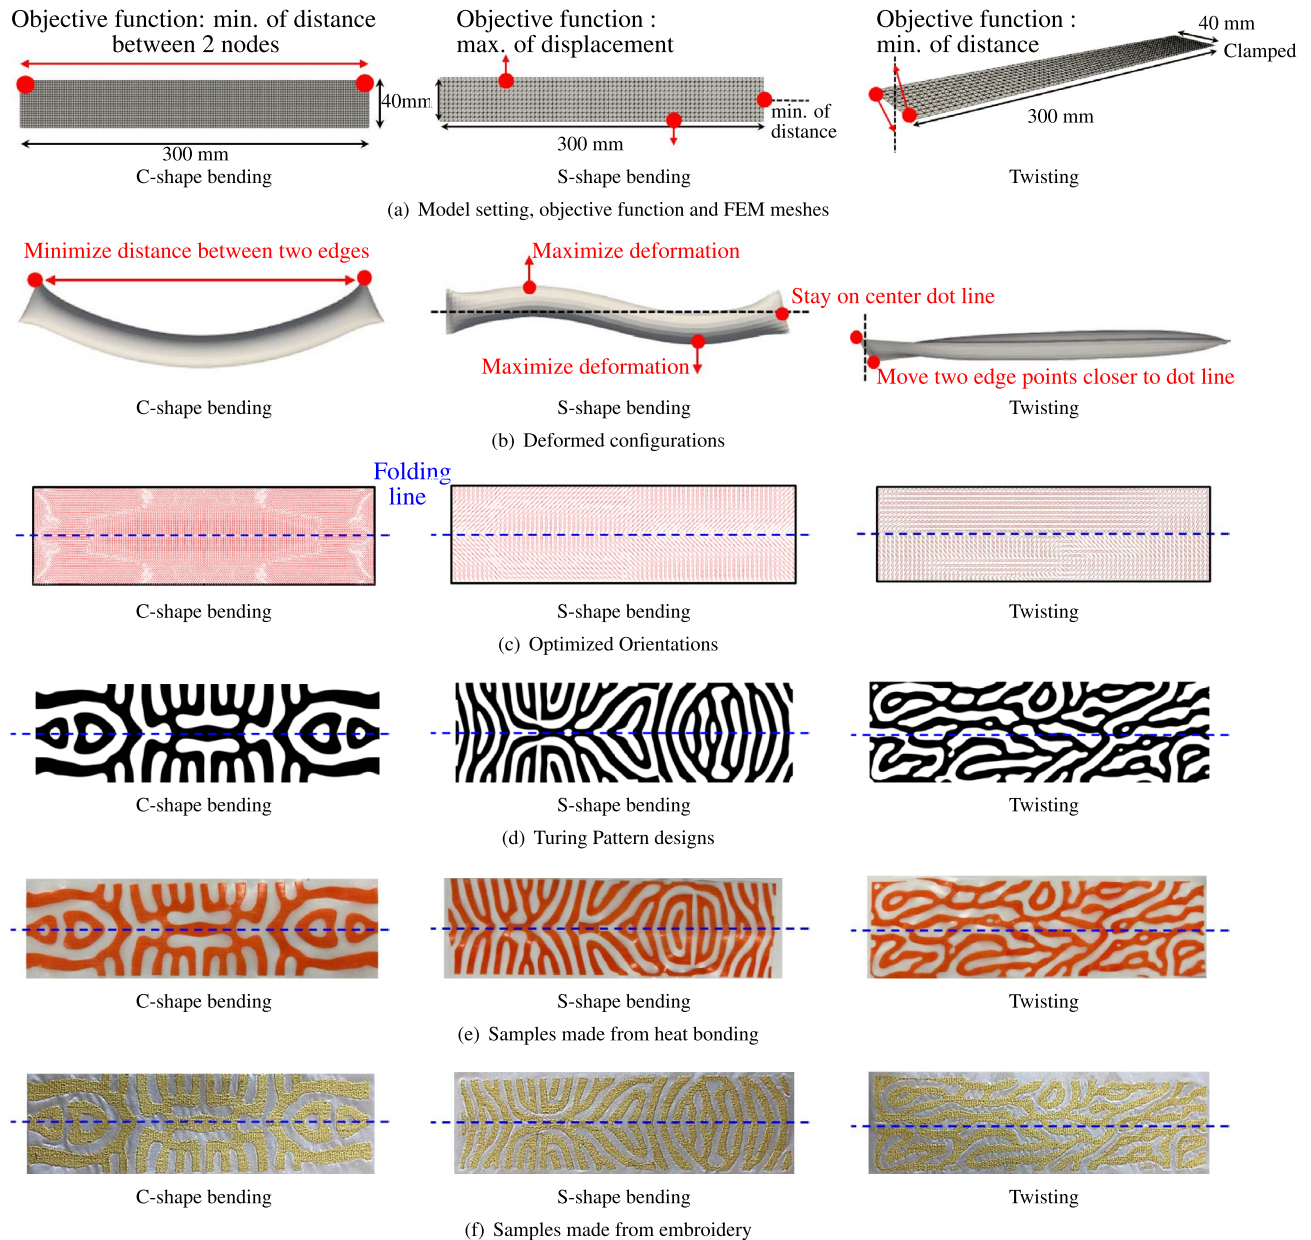 Objective function: min. of distance
between 2 nodes
40mm
300 mm
C-shape bending
Objective function :
max. of displacement
min. of
distance
300 mm
S-shape bending
Objective function :
min. of distance
40 mm
Clamped
300 mm
Twisting
(a) Model setting, objective function and FEM meshes
Minimize distance between two edges
C-shape bending
Maximize deformation
Stay on center dot line
Maximize deformation
S-shape bending
Move two edge points closer to dot line
Twisting
(b) Deformed configurations
Folding
line
C-shape bending
S-shape bending
Twisting
(c) Optimized Orientations
C-shape bending
S-shape bending
Twisting
(d) Turing Pattern designs
C-shape bending
S-shape bending
Twisting
(e) Samples made from heat bonding
C-shape bending
S-shape bending
Twisting
(f) Samples made from embroidery